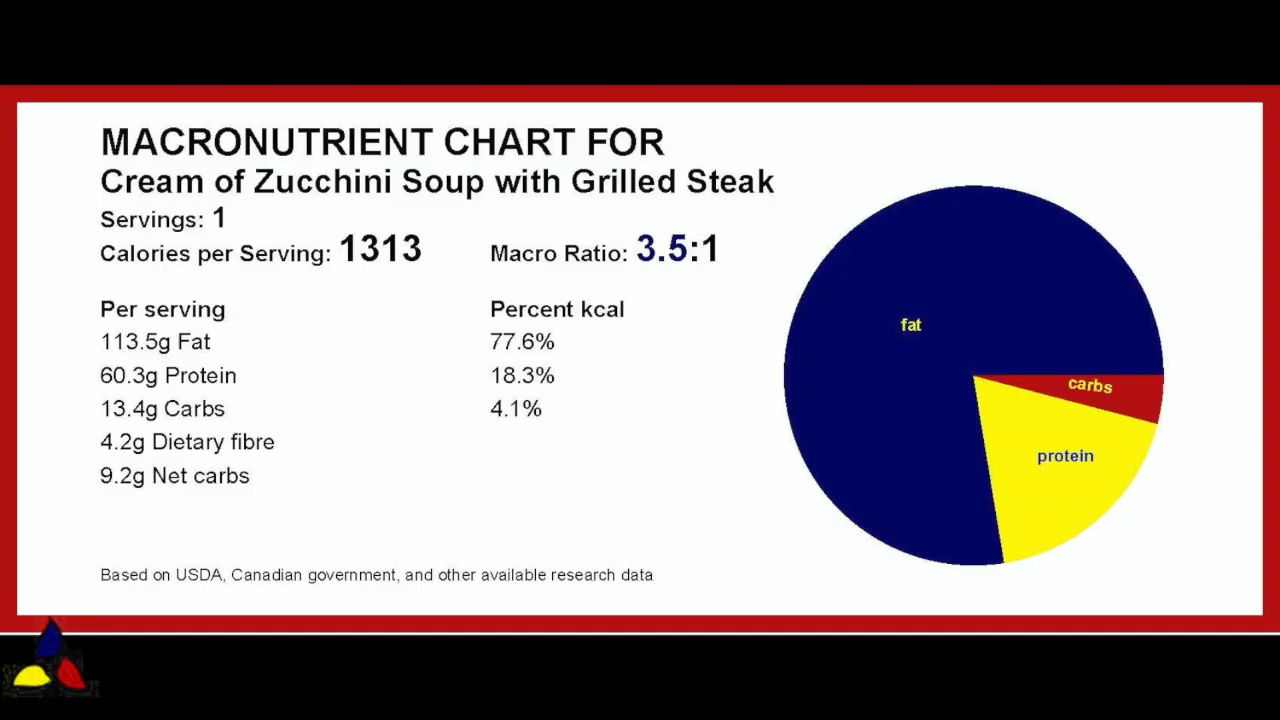 MACRONUTRIENT CHART FOR
Cream of Zucchini Soup with Grilled Steak
Servings: 1
Calories per Serving: 1313 Macro Ratio: 3.5:1
Per serving Percent kcal
113.5g Fat 77.6%
60.3g Protein 18.3%
13.4g Carbs 4.1%
4.2g Dietary fibre
9.2g Net carbs
Based on USDA, Canadian government, and other available research data
fat
carbs
protein